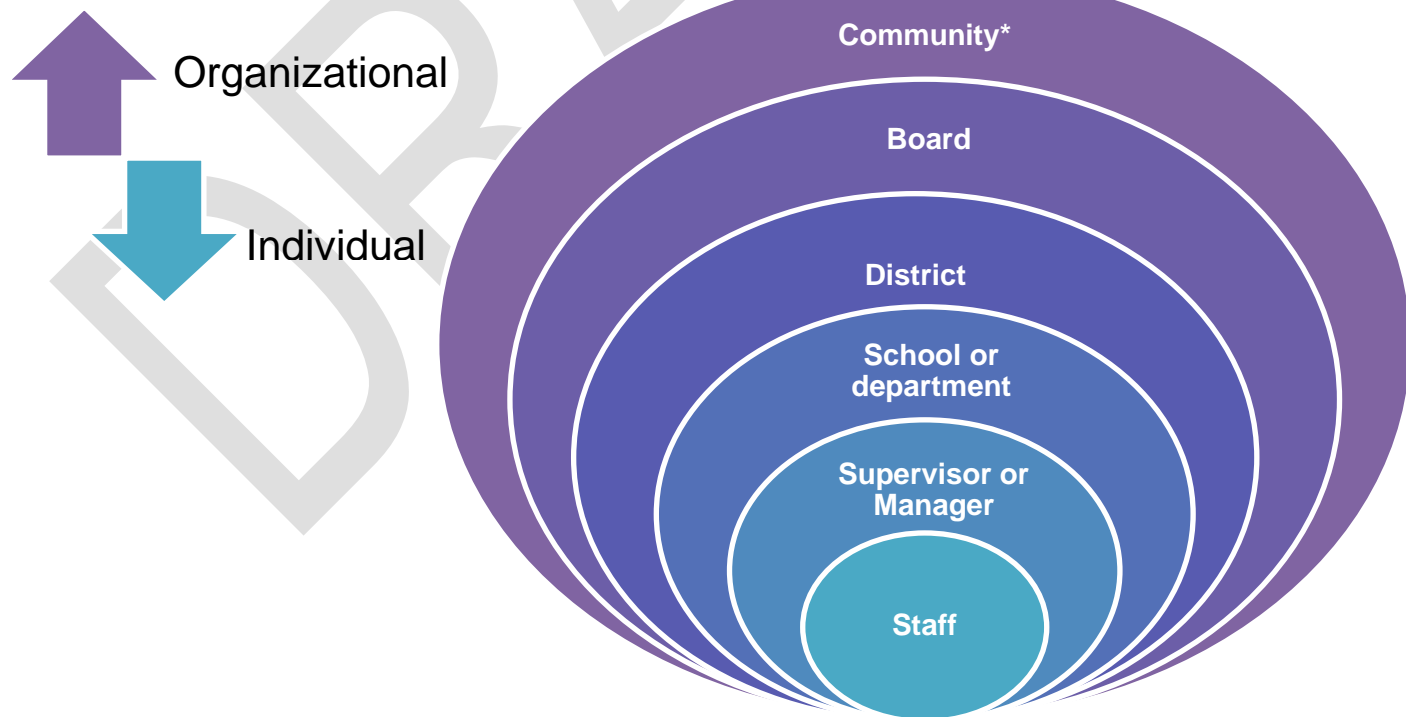 Community*
Organizational
Board
Individual
District
School or
department
Supervisor or
Manager
Staff